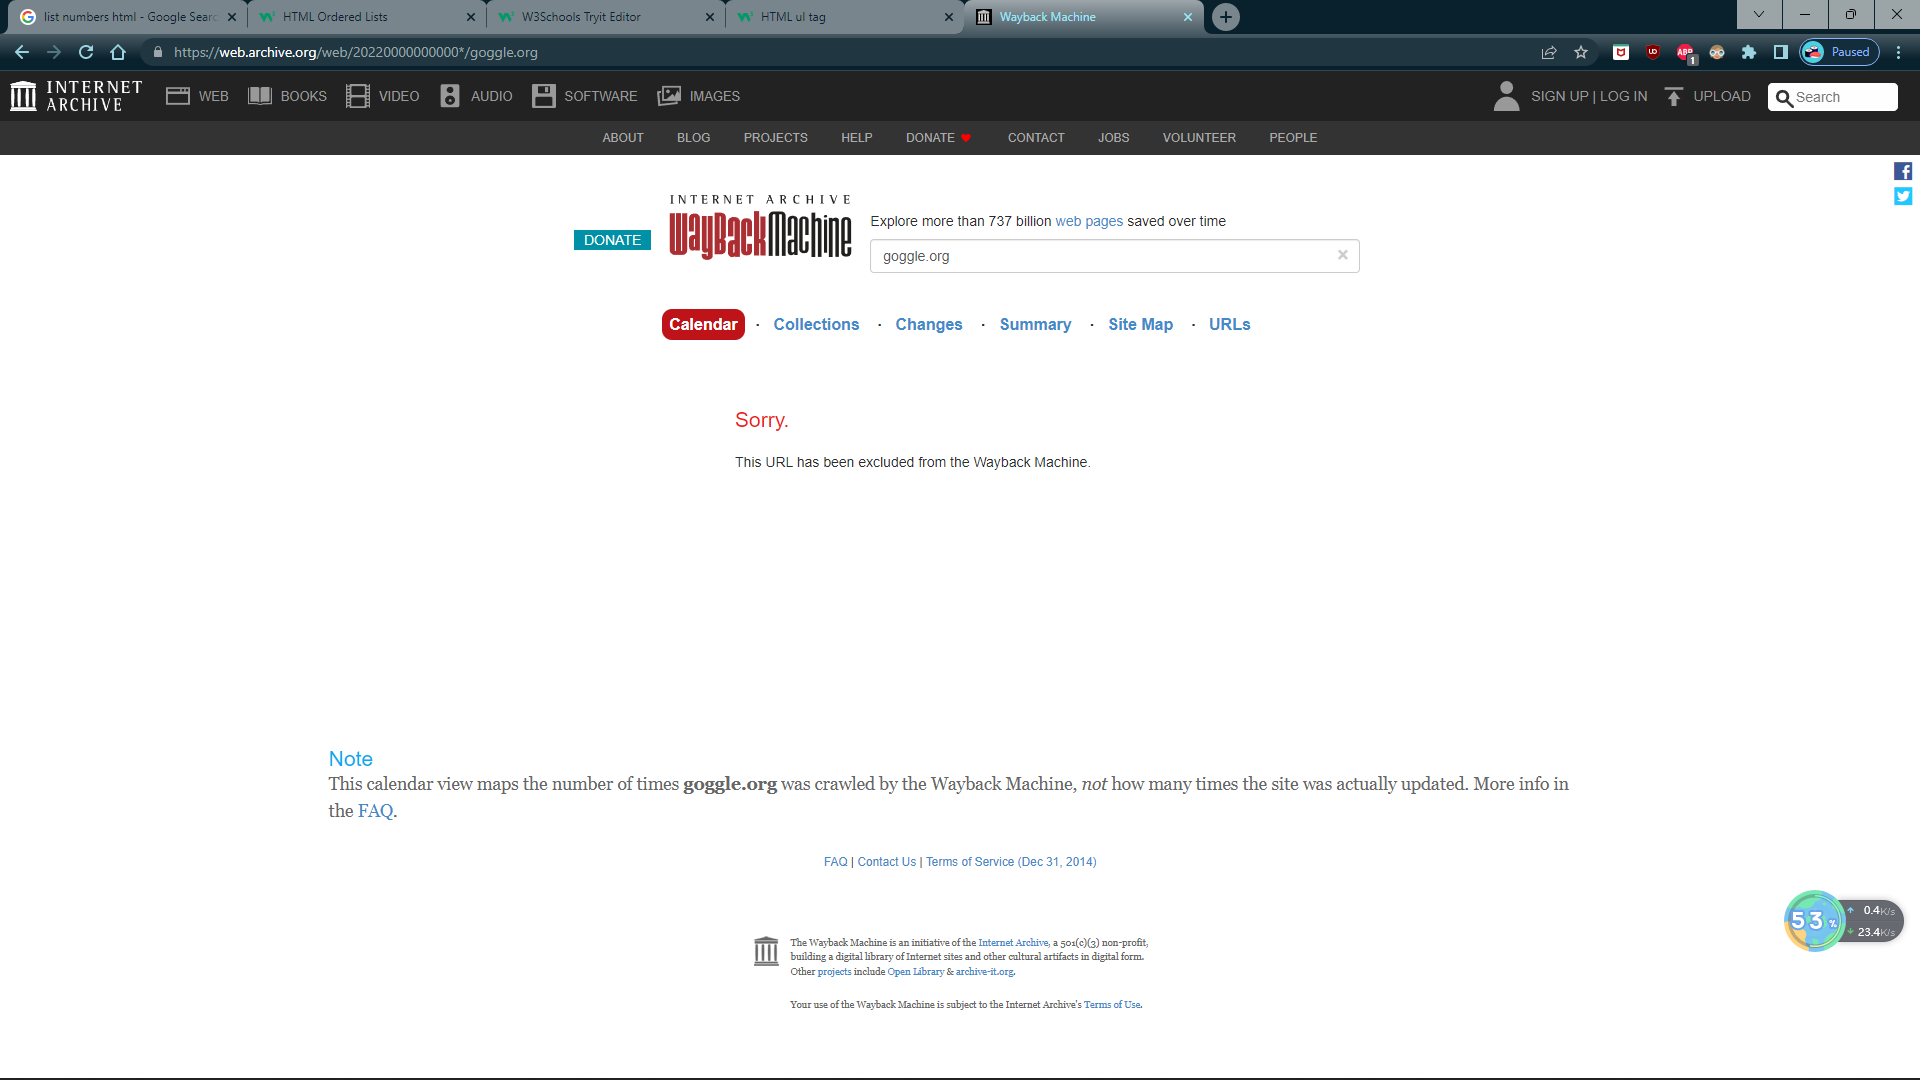 list numbers html - Google Searc
HTML Ordered Lists
W3Schools Tryit Editor
HTML ul tag
Wayback Machine
https://web.archive.org/web/20220000000000*/goggle.org
ABP
1
Paused
INTERNET
ARCHIVE
WEB
BOOKS
VIDEO
AUDIO
SOFTWARE
IMAGES
SIGN UP | LOG IN
UPLOAD
Search
ABOUT
BLOG
PROJECTS
HELP
DONATE
CONTACT
JOBS
VOLUNTEER
PEOPLE
DONATE
INTERNET ARCHIVE
WayBackMachine
Explore more than 737 billion web pages saved over time
goggle.org
Calendar · Collections · Changes · Summary · Site Map · URLs
Sorry.
This URL has been excluded from the Wayback Machine.
Note
This calendar view maps the number of times goggle.org was crawled by the Wayback Machine, not how many times the site was actually updated. More info in
the FAQ.
FAQ | Contact Us | Terms of Service (Dec 31, 2014)
53%
0.4K/s
23.4K/s
The Wayback Machine is an initiative of the Internet Archive, a 501(c)(3) non-profit,
building a digital library of Internet sites and other cultural artifacts in digital form.
Other projects include Open Library & archive-it.org.
Your use of the Wayback Machine is subject to the Internet Archive's Terms of Use.